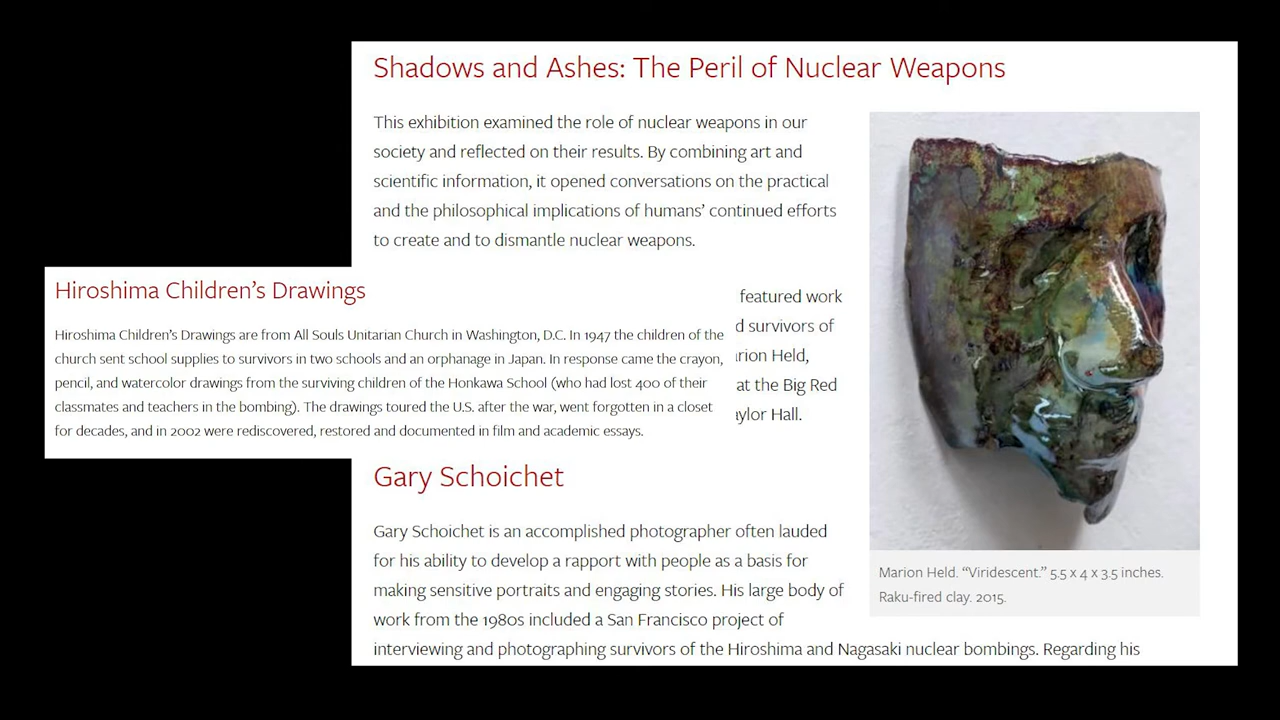 Shadows and Ashes: The Peril of Nuclear Weapons
This exhibition examined the role of nuclear weapons in our
society and reflected on their results. By combining art and
scientific information, it opened conversations on the practical
and the philosophical implications of humans’ continued efforts
to create and to dismantle nuclear weapons.
Hiroshima Children’s Drawings
Hiroshima Children’s Drawings are from All Souls Unitarian Church in Washington, D.C. In 1947 the children of the
church sent school supplies to survivors in two schools and an orphanage in Japan. In response came the crayon,
pencil, and watercolor drawings from the surviving children of the Honkawa School (who had lost 400 of their
classmates and teachers in the bombing). The drawings toured the U.S. after the war, went forgotten in a closet
for decades, and in 2002 were rediscovered, restored and documented in film and academic essays.
featured work
survivors of
Held,
at the Big Red
Hall.
Gary Schoichet
Gary Schoichet is an accomplished photographer often lauded
for his ability to develop a rapport with people as a basis for
making sensitive portraits and engaging stories. His large body of
work from the 1980s included a San Francisco project of
interviewing and photographing survivors of the Hiroshima and Nagasaki nuclear bombings. Regarding his
Marion Held. “Viridescent.” 5.5 x 4 x 3.5 inches.
Raku-fired clay. 2015.